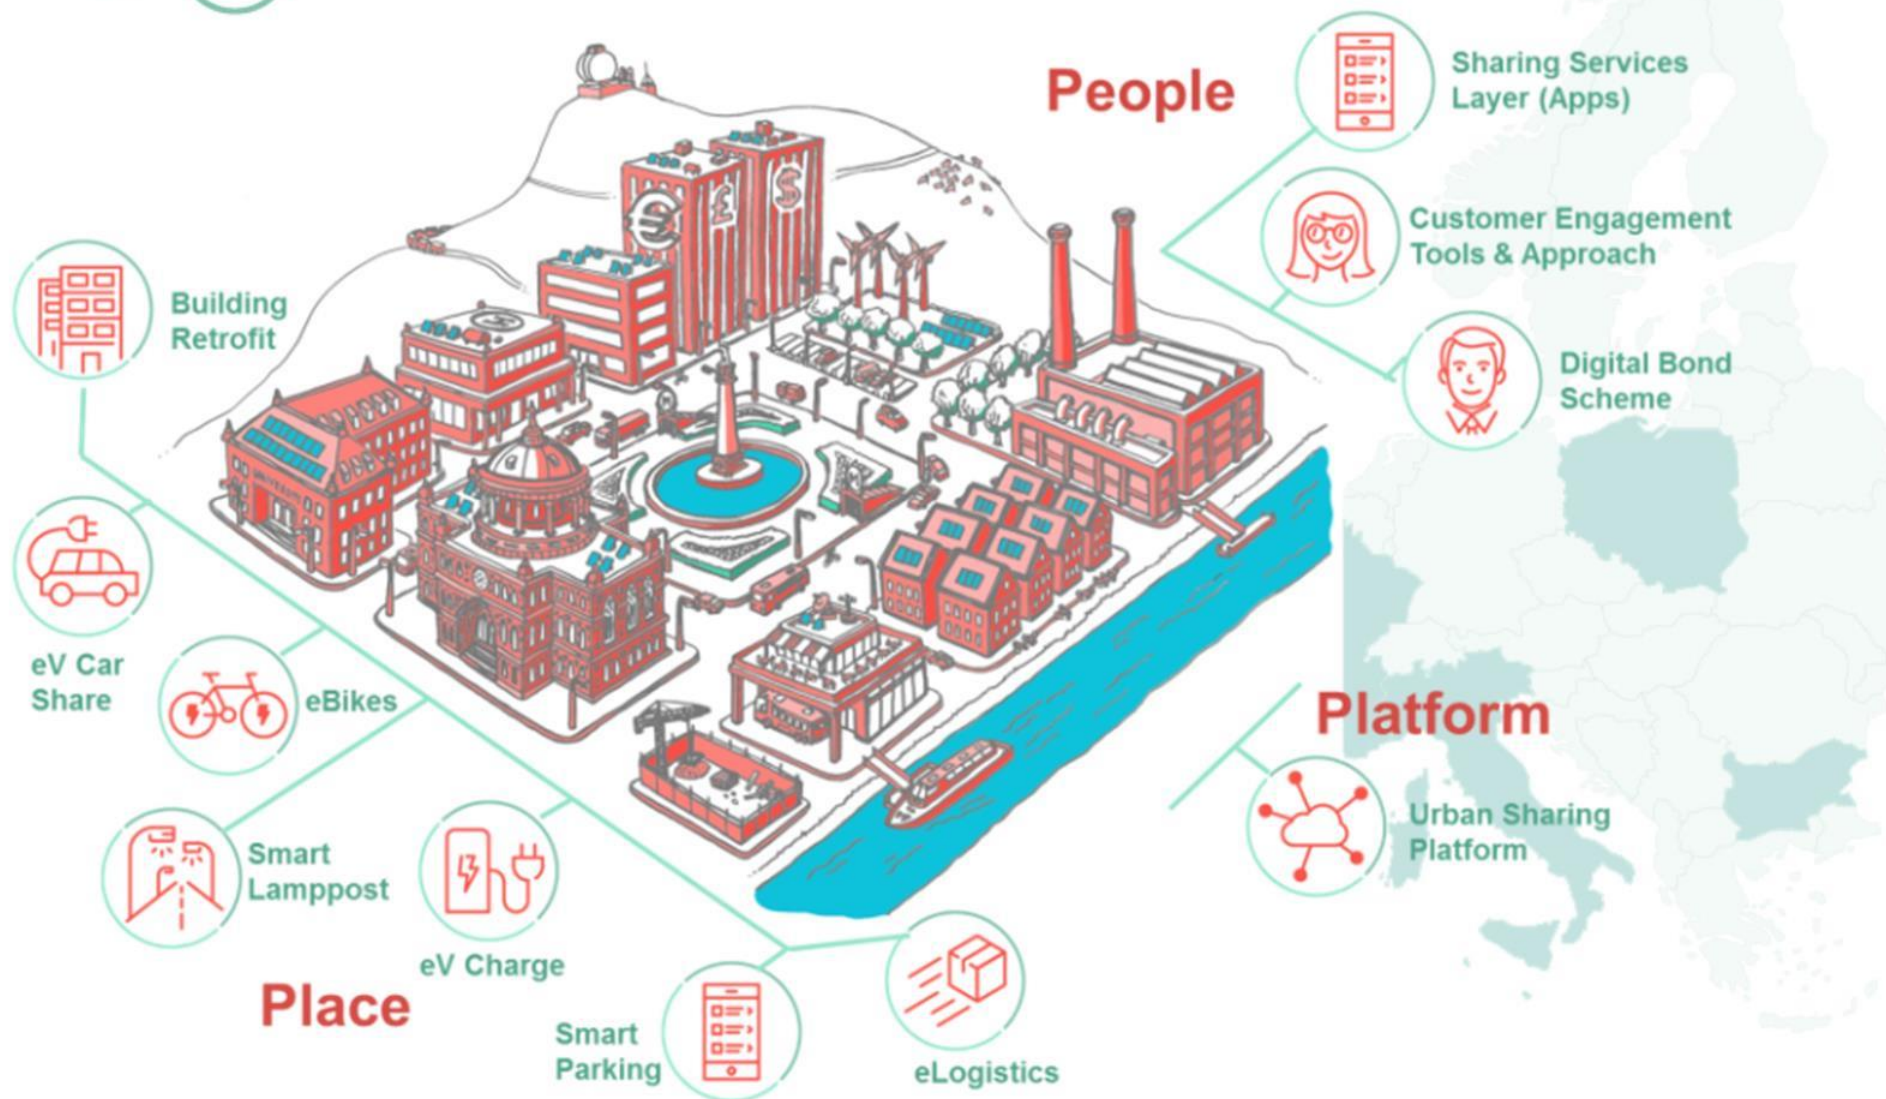 People
Sharing Services
Layer (Apps)
Customer Engagement
Tools & Approach
Digital Bond
Scheme
€
£
$
Building
Retrofit
eV Car
Share
eBikes
Smart
Lamppost
eV Charge
Place
Smart
Parking
eLogistics
Platform
Urban Sharing
Platform